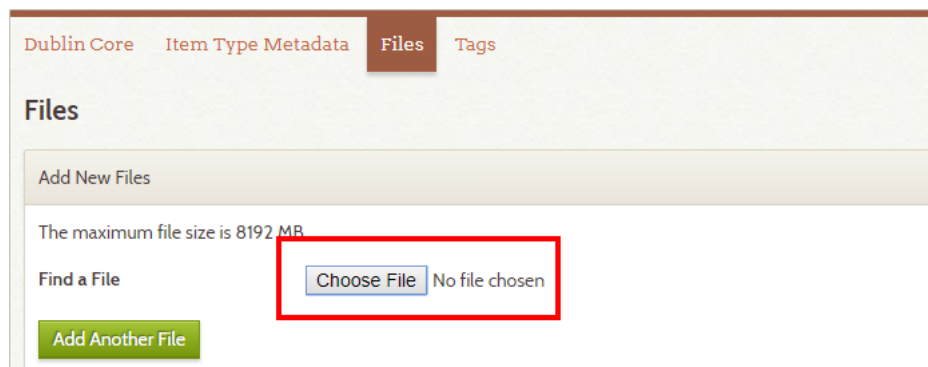 Dublin Core Item Type Metadata Files Tags
Files
Add New Files
The maximum file size is 8192 MB
Find a File Choose File No file chosen
Add Another File